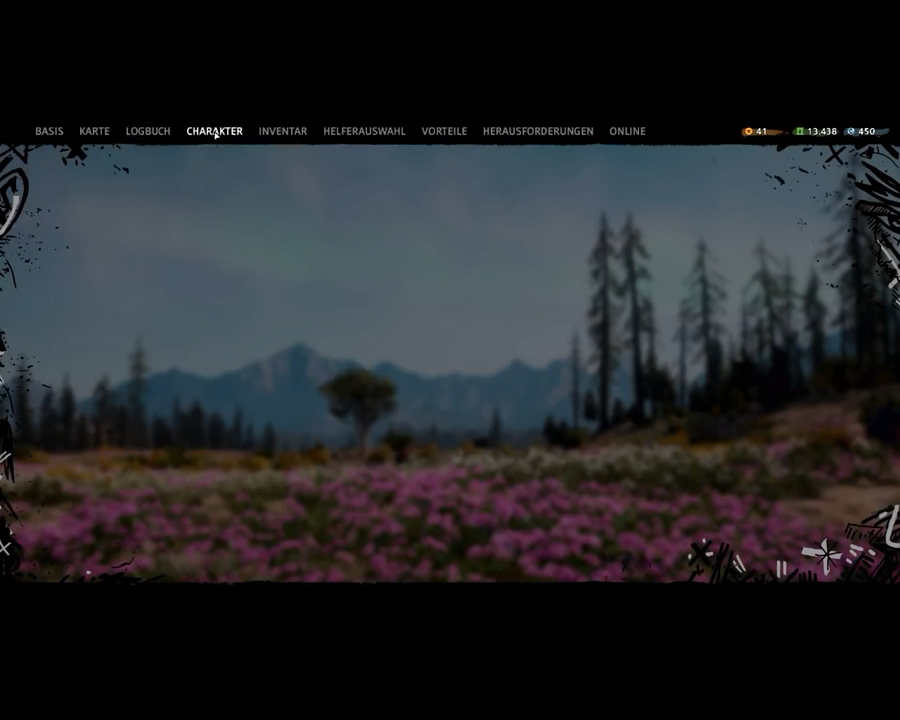 BASIS KARTE LOGBUCH CHARAKTER INVENTAR HELFERAUSWAHL VORTEILE HERAUSFORDERUNGEN ONLINE 41 13,438 450